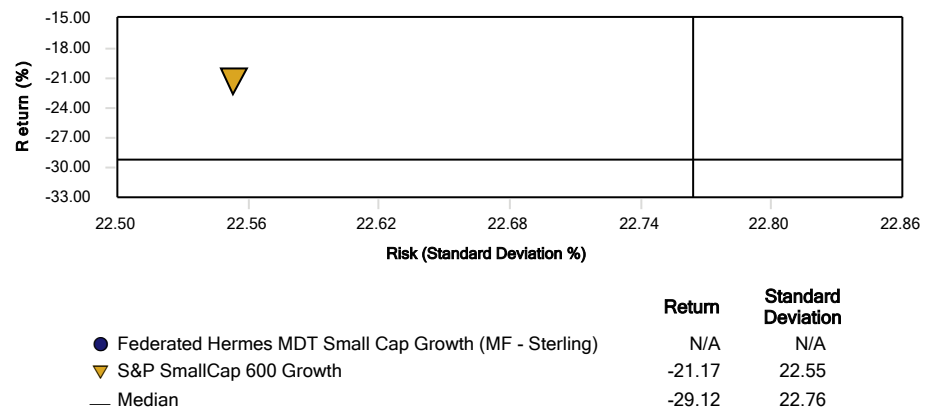 -15.00
-18.00
-21.00
-24.00
-27.00
-30.00
-33.00
Return (%)
22.50 22.56 22.62 22.68 22.74 22.80 22.86
Risk (Standard Deviation %)
Return Standard Deviation
Federated Hermes MDT Small Cap Growth (MF - Sterling) N/A N/A
S&P SmallCap 600 Growth -21.17 22.55
Median -29.12 22.76